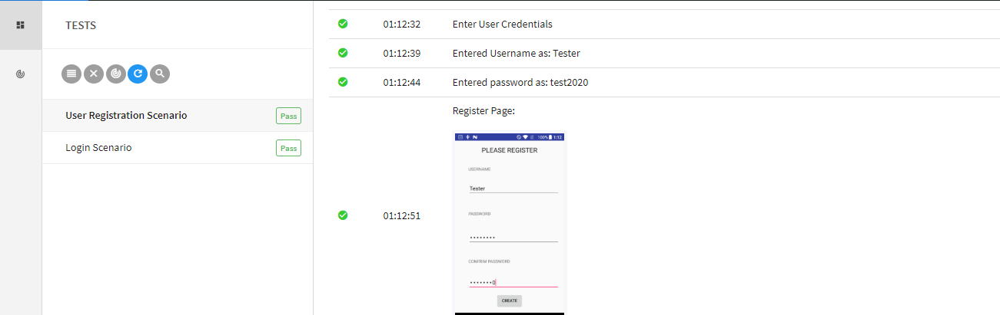 TESTS
User Registration Scenario
Pass
Login Scenario
Pass
01:12:32 Enter User Credentials
01:12:39 Entered Username as: Tester
01:12:44 Entered password as: test2020
Register Page:
01:12:51
100% 1:12
PLEASE REGISTER
USERNAME
Tester
PASSWORD
••••••••
CONFRIM PASSWORD
•••••••0
CREATE